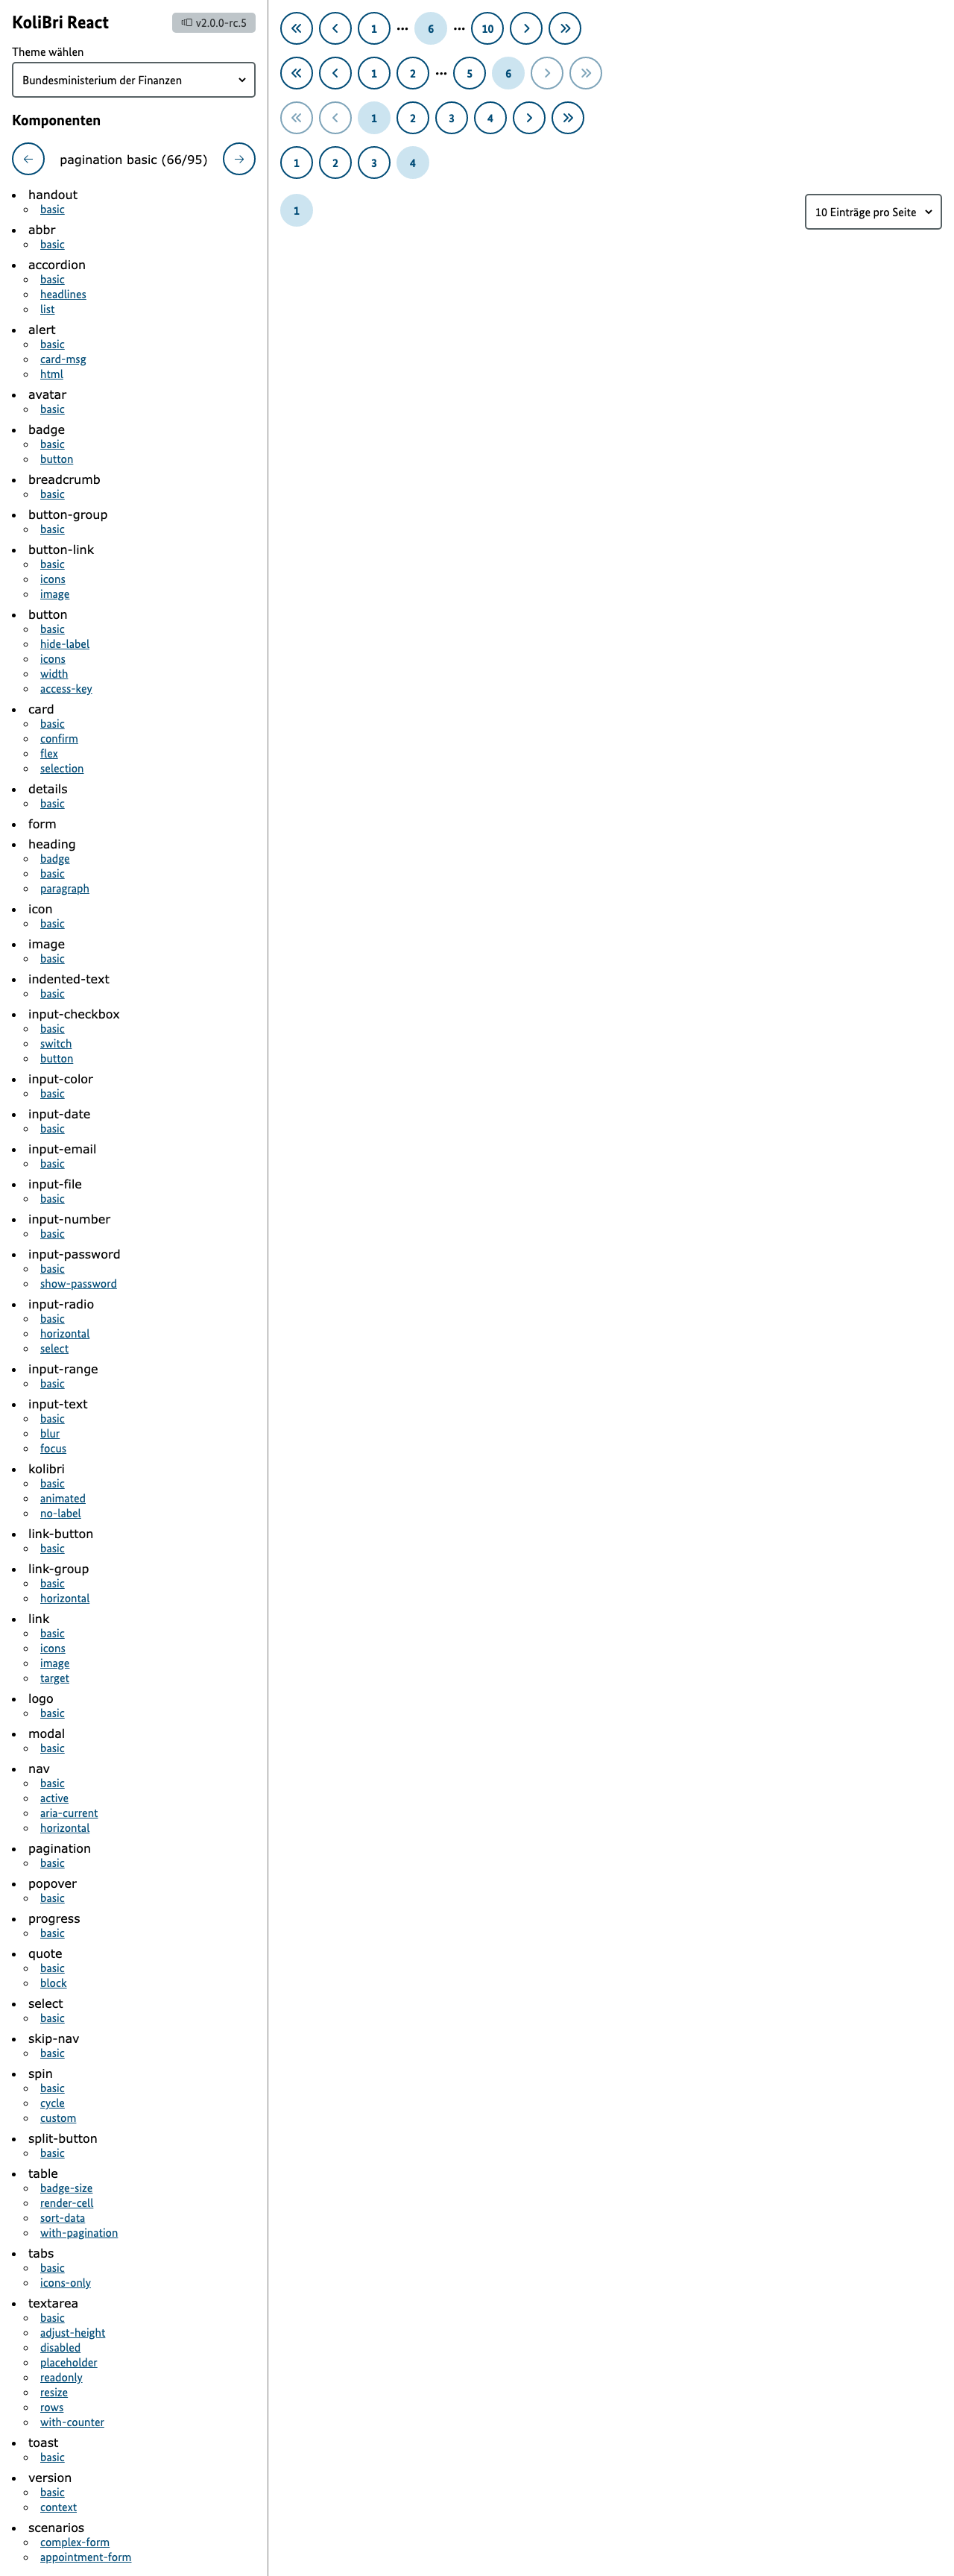 KoliBri React
v2.0.0-rc.5
Theme wählen
Bundesministerium der Finanzen
Komponenten
pagination basic (66/95)
handout
basic
abbr
basic
accordion
basic
headlines
list
alert
basic
card-msg
html
avatar
basic
badge
basic
button
breadcrumb
basic
button-group
basic
button-link
basic
icons
image
button
basic
hide-label
icons
width
access-key
card
basic
confirm
flex
selection
details
basic
form
heading
badge
basic
paragraph
icon
basic
image
basic
indented-text
basic
input-checkbox
basic
switch
button
input-color
basic
input-date
basic
input-email
basic
input-file
basic
input-number
basic
input-password
basic
show-password
input-radio
basic
horizontal
select
input-range
basic
input-text
basic
blur
focus
kolibri
basic
animated
no-label
link-button
basic
link-group
basic
horizontal
link
basic
icons
image
target
logo
basic
modal
basic
nav
basic
active
aria-current
horizontal
pagination
basic
popover
basic
progress
basic
quote
basic
block
select
basic
skip-nav
basic
spin
basic
cycle
custom
split-button
basic
table
badge-size
render-cell
sort-data
with-pagination
tabs
basic
icons-only
textarea
basic
adjust-height
disabled
placeholder
readonly
resize
rows
with-counter
toast
basic
version
basic
context
scenarios
complex-form
appointment-form
1 ••• 6 ••• 10
1 2 ••• 5 6
1 2 3 4
1 2 3 4
1
10 Einträge pro Seite